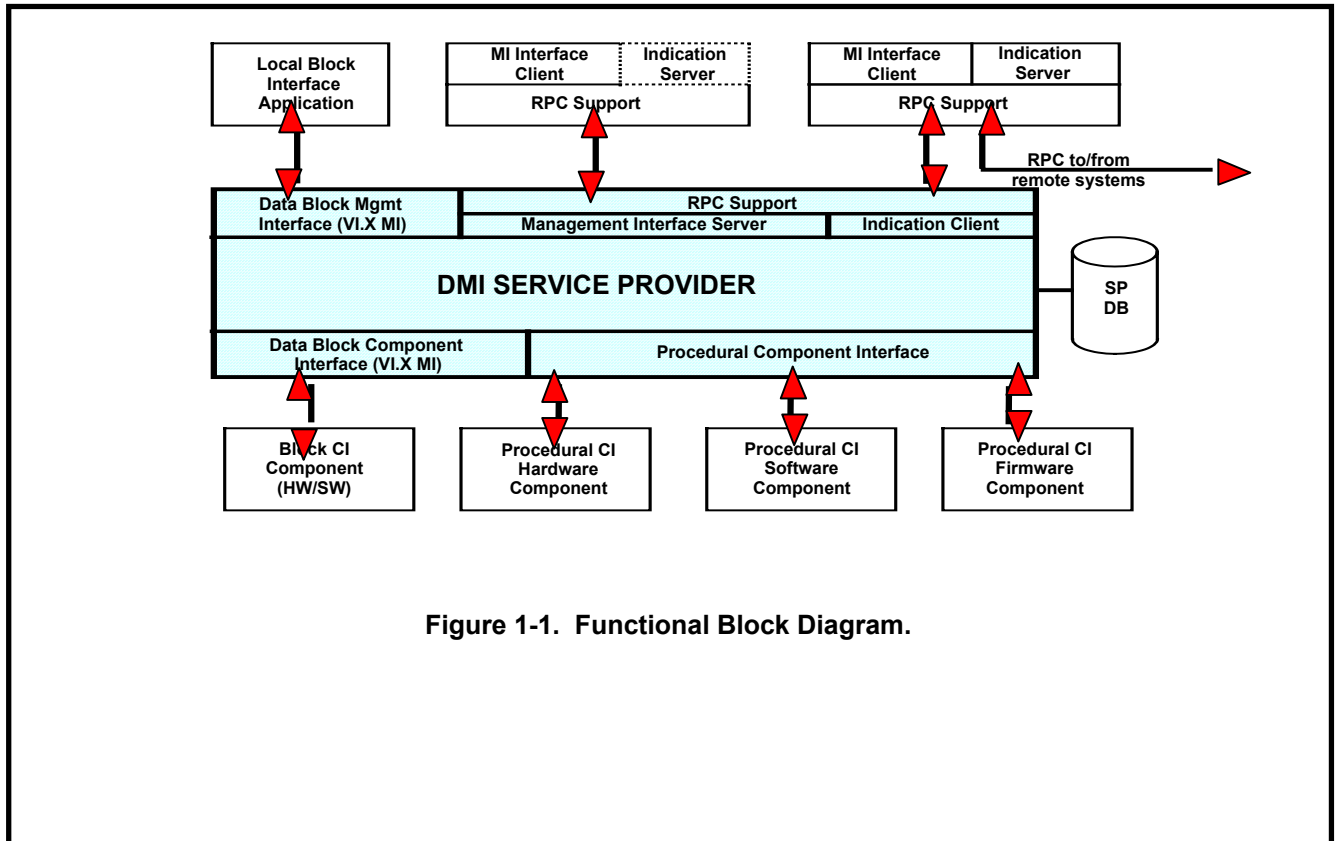 Local Block
Interface
Application
MI Interface
Client
Indication
Server
RPC Support
MI Interface
Client
Indication
Server
RPC Support
RPC to/from
remote systems
Data Block Mgmt
Interface (VI.X MI)
RPC Support
Management Interface Server
Indication Client
DMI SERVICE PROVIDER
SP
DB
Data Block Component
Interface (VI.X MI)
Procedural Component Interface
Block CI
Component
(HW/SW)
Procedural CI
Hardware
Component
Procedural CI
Software
Component
Procedural CI
Firmware
Component
Figure 1-1. Functional Block Diagram.